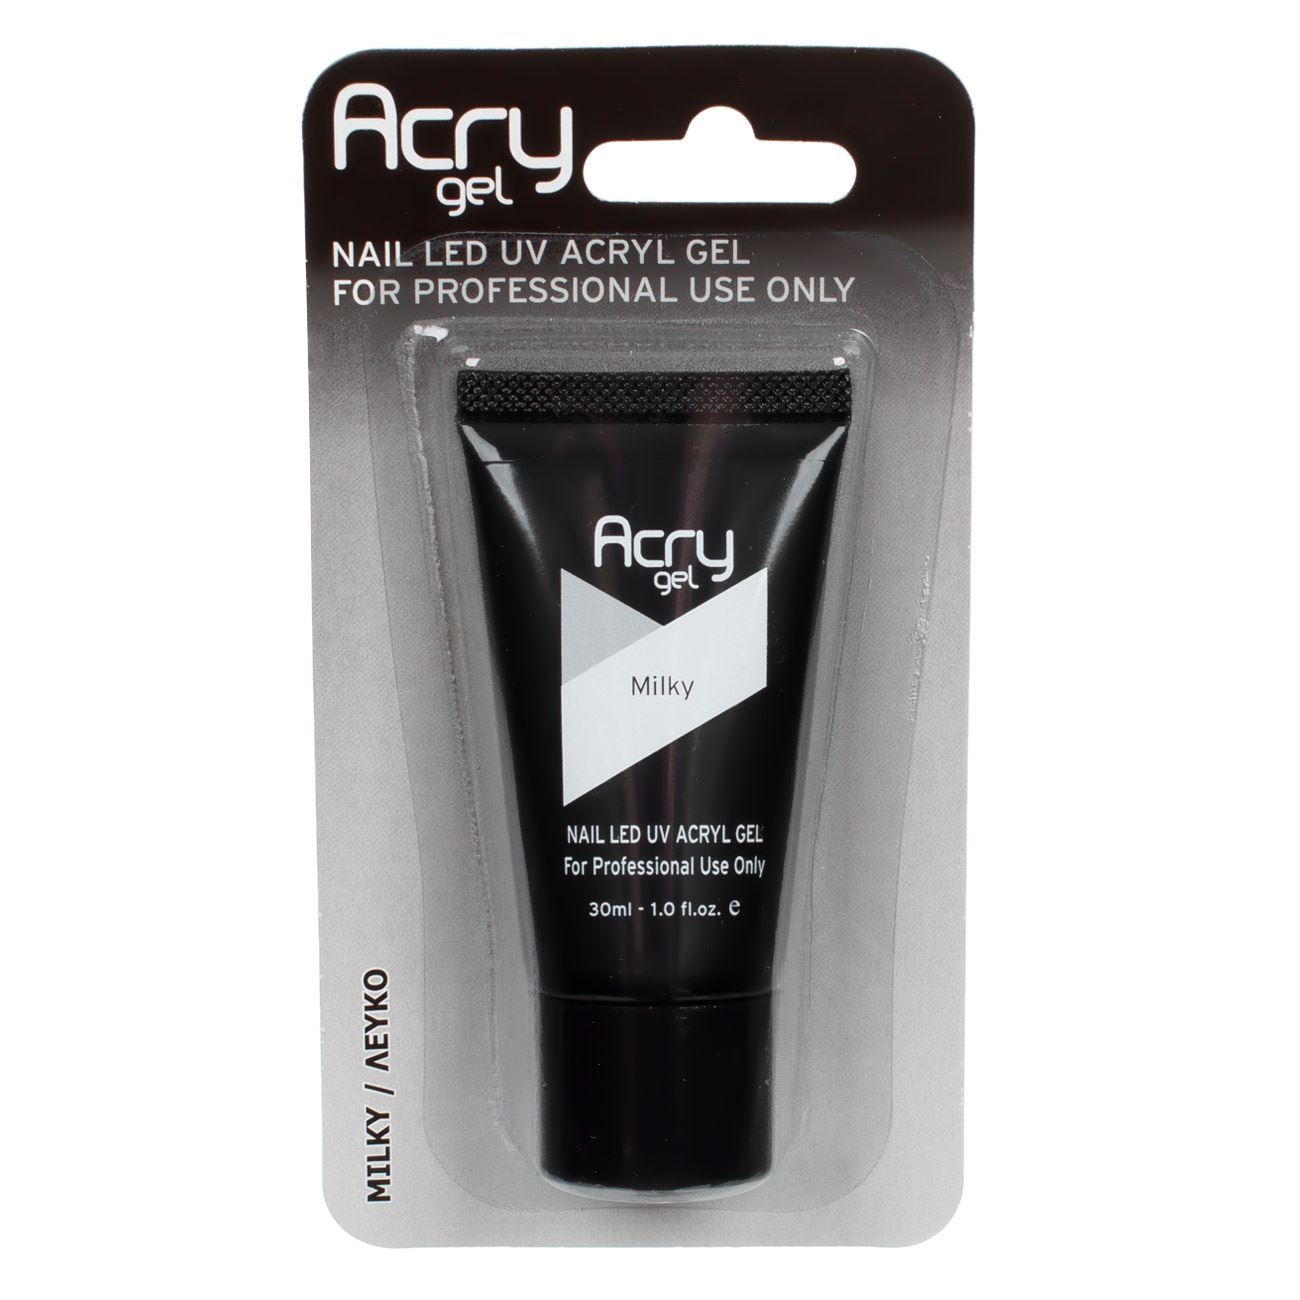 Acry
gel
NAIL LED UV ACRYL GEL
FOR PROFESSIONAL USE ONLY
Acry
gel
Milky
NAIL LED UV ACRYL GEL
For Professional Use Only
30ml - 1.0 fl.oz. e
MILKY / ΛΕΥΚΟ